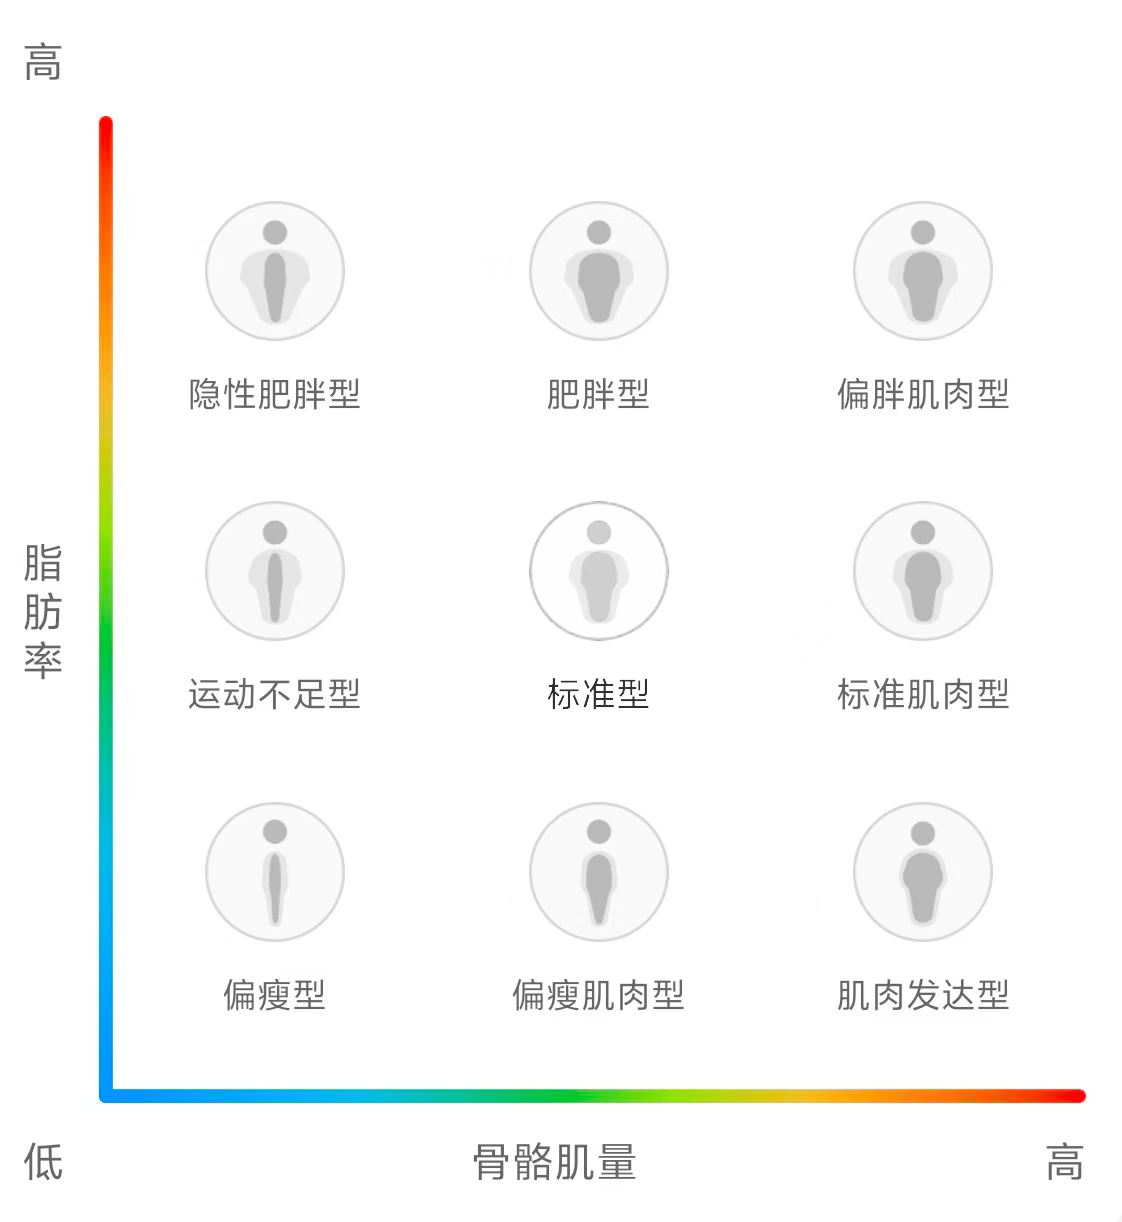 高
隐性肥胖型
肥胖型
偏胖肌肉型
脂肪率
运动不足型
标准型
标准肌肉型
偏瘦型
偏瘦肌肉型
肌肉发达型
低
骨骼肌量
高